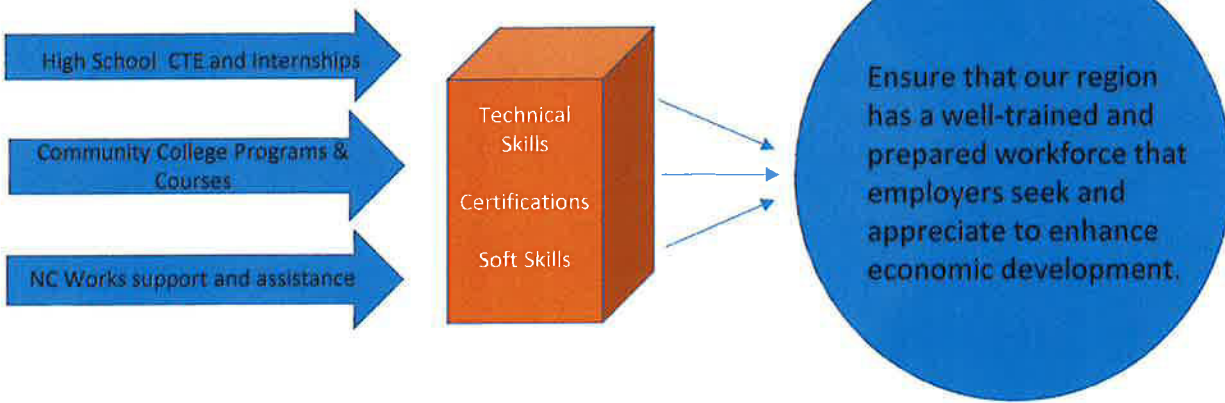 High School CTE and Internships
Community College Programs &
Courses
NC Works support and assistance
Technical
Skills
Certifications
Soft Skills
Ensure that our region
has a well-trained and
prepared workforce that
employers seek and
appreciate to enhance
economic development.